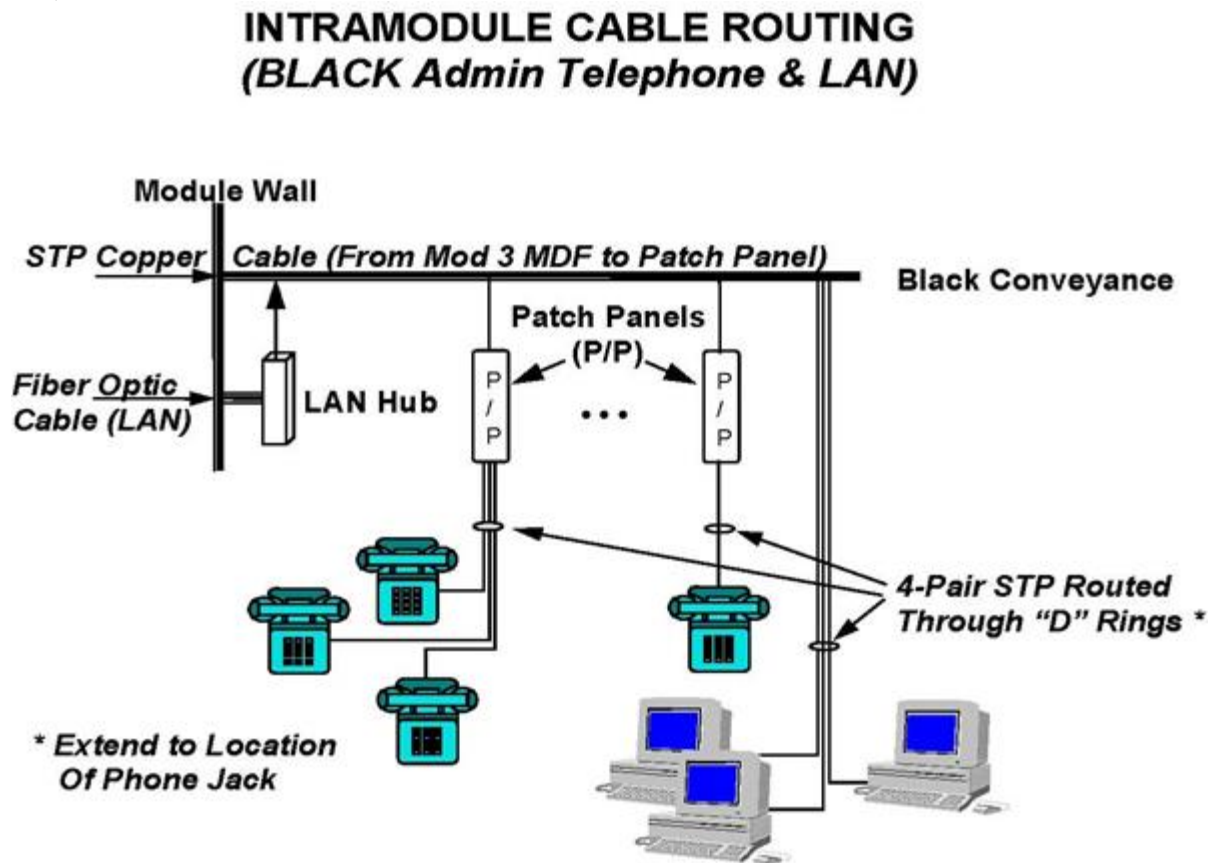 INTRAMODULE CABLE ROUTING
(BLACK Admin Telephone & LAN)
Module Wall
STP Copper
Cable (From Mod 3 MDF to Patch Panel)
Black Conveyance
Patch Panels
(P/P)
Fiber Optic
Cable (LAN)
LAN Hub
P
/
P
...
P
/
P
4-Pair STP Routed
Through “D” Rings *
* Extend to Location
Of Phone Jack